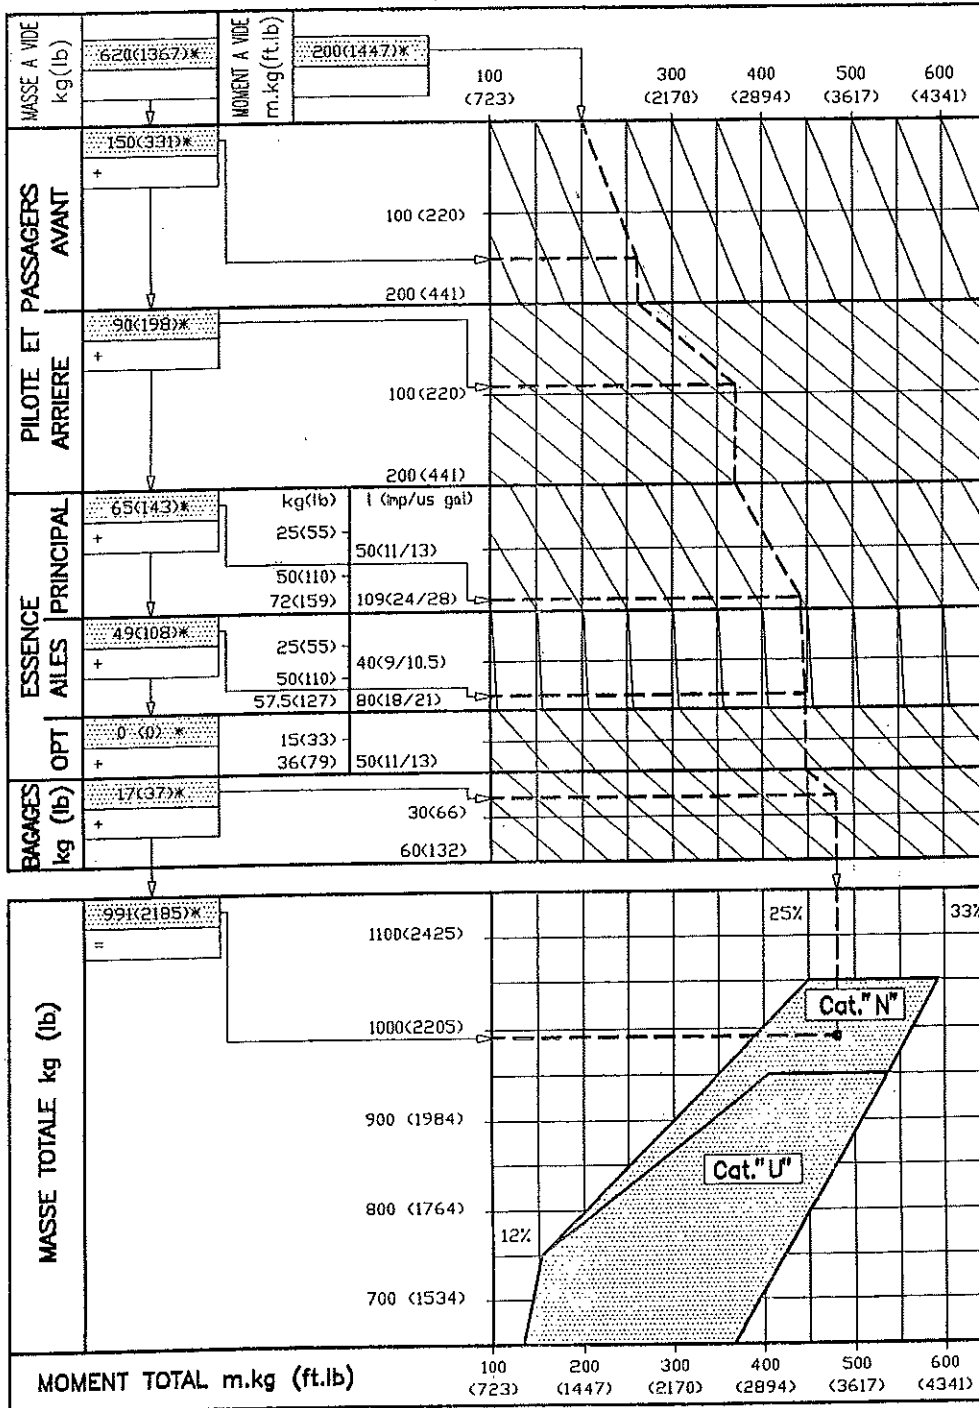 MASSE A VIDE
kg(lb)
620(1367)*
MOMENT A VIDE
m.kg(ft.lb)
200(1447)*
100 300 400 500 600
(723) (2170) (2894) (3617) (4341)
PILOTE ET PASSAGERS
AVANT
150(331)*
+
100 (220)
200 (441)
ARRIERE
90(198)*
+
100(220)
200 (441)
ESSENCE
PRINCIPAL
65(143)*
+
kg(lb) l (imp/us gal)
25(55)
50(11/13)
50(110)
72(159) 109(24/28)
AILES
49(108)*
+
25(55)
40(9/10.5)
50(110)
57.5(127) 80(18/21)
OPT
0 (0) *
+
15(33)
36(79) 50(11/13)
BAGAGES
kg (lb)
17(37)*
+
30(66)
60(132)
MASSE TOTALE kg (lb)
991(2185)*
=
25% 33%
1100(2425)
Cat."N"
1000(2205)
900 (1984)
Cat."U"
800 (1764)
12%
700 (1534)
MOMENT TOTAL m.kg (ft.lb)
100 200 300 400 500 600
(723) (1447) (2170) (2894) (3617) (4341)